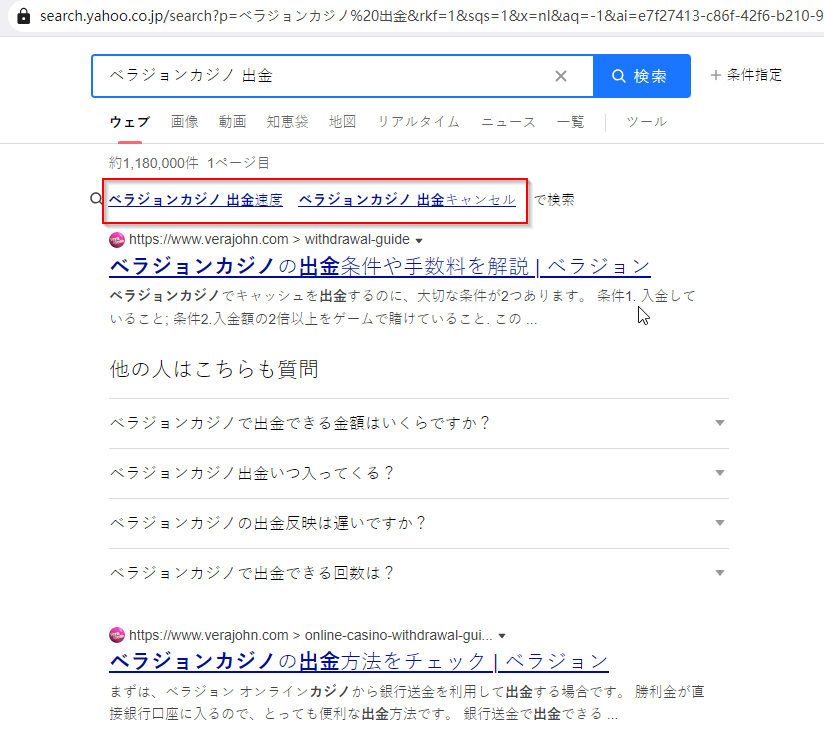 search.yahoo.co.jp/search?p=ベラジョンカジノ%20出金&rkf=1&sqs=1&x=nl&aq=-1&ai=e7f27413-c86f-42f6-b210-9
ベラジョンカジノ 出金
検索
+ 条件指定
ウェブ 画像 動画 知恵袋 地図 リアルタイム ニュース 一覧 ツール
約1,180,000件 1ページ目
ベラジョンカジノ 出金速度 ベラジョンカジノ 出金キャンセル で検索
https://www.verajohn.com > withdrawal-guide
ベラジョンカジノの出金条件や手数料を解説 | ベラジョン
ベラジョンカジノでキャッシュを出金するのに、大切な条件が2つあります。 条件1. 入金して
いること; 条件2.入金額の2倍以上をゲームで賭けていること. この ...
他の人はこちらも質問
ベラジョンカジノで出金できる金額はいくらですか？
ベラジョンカジノ出金いつ入ってくる？
ベラジョンカジノの出金反映は遅いですか？
ベラジョンカジノで出金できる回数は？
https://www.verajohn.com > online-casino-withdrawal-gui...
ベラジョンカジノの出金方法をチェック | ベラジョン
まずは、ベラジョン オンラインカジノから銀行送金を利用して出金する場合です。 勝利金が直
接銀行口座に入るので、とっても便利な出金方法です。 銀行送金で出金できる ...